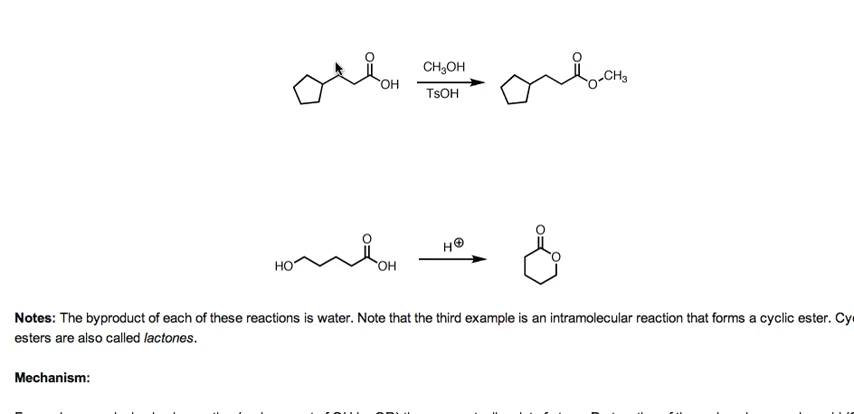 O
OH
CH3OH
TsOH
O
O
CH3
HO
O
OH
H⊕
O
O
Notes: The byproduct of each of these reactions is water. Note that the third example is an intramolecular reaction that forms a cyclic ester. Cy
esters are also called lactones.
Mechanism: